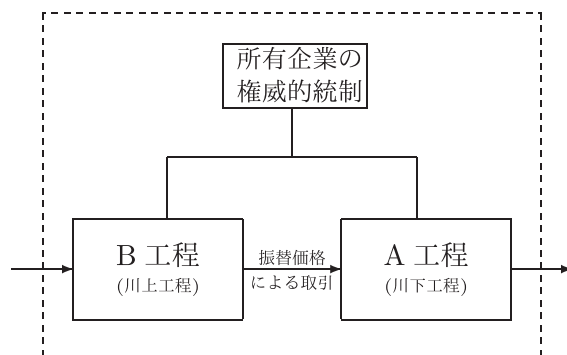 所有企業の
権威的統制
B 工程
(川上工程)
振替価格
による取引
A 工程
(川下工程)